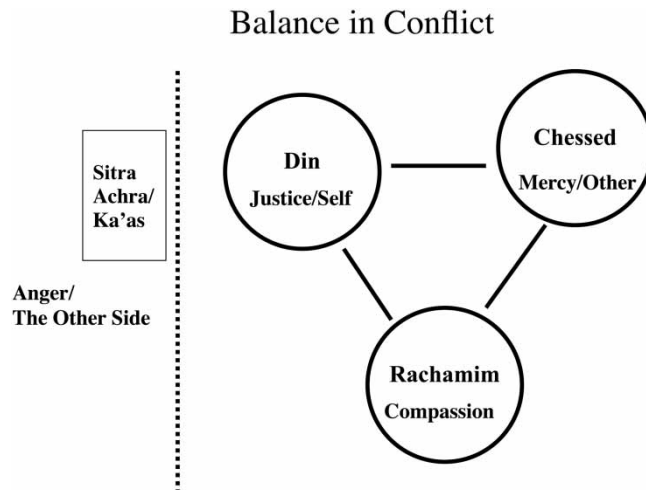 Balance in Conflict
Sitra
Achra/
Ka'as
Anger/
The Other Side
Din
Justice/Self
Chessed
Mercy/Other
Rachamim
Compassion